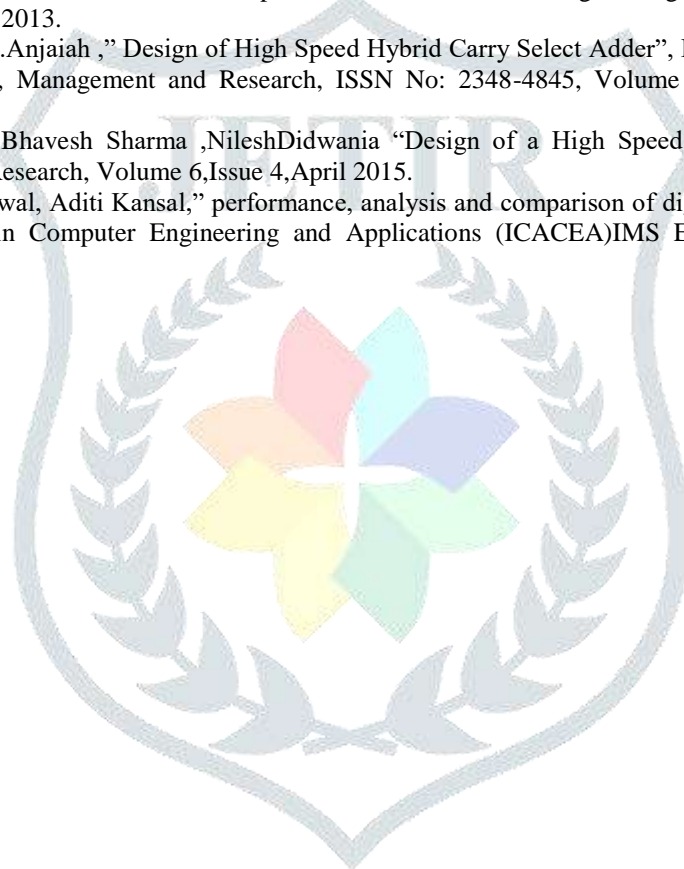 2013.
.Anjaiah ,” Design of High Speed Hybrid Carry Select Adder”,
, Management and Research, ISSN No: 2348-4845, Volume
Bhavesh Sharma ,NileshDidwania “Design of a High Speed,
Research, Volume 6,Issue 4,April 2015.
wal, Aditi Kansal,” performance, analysis and comparison of
in Computer Engineering and Applications (ICACEA)IMS
JETIR